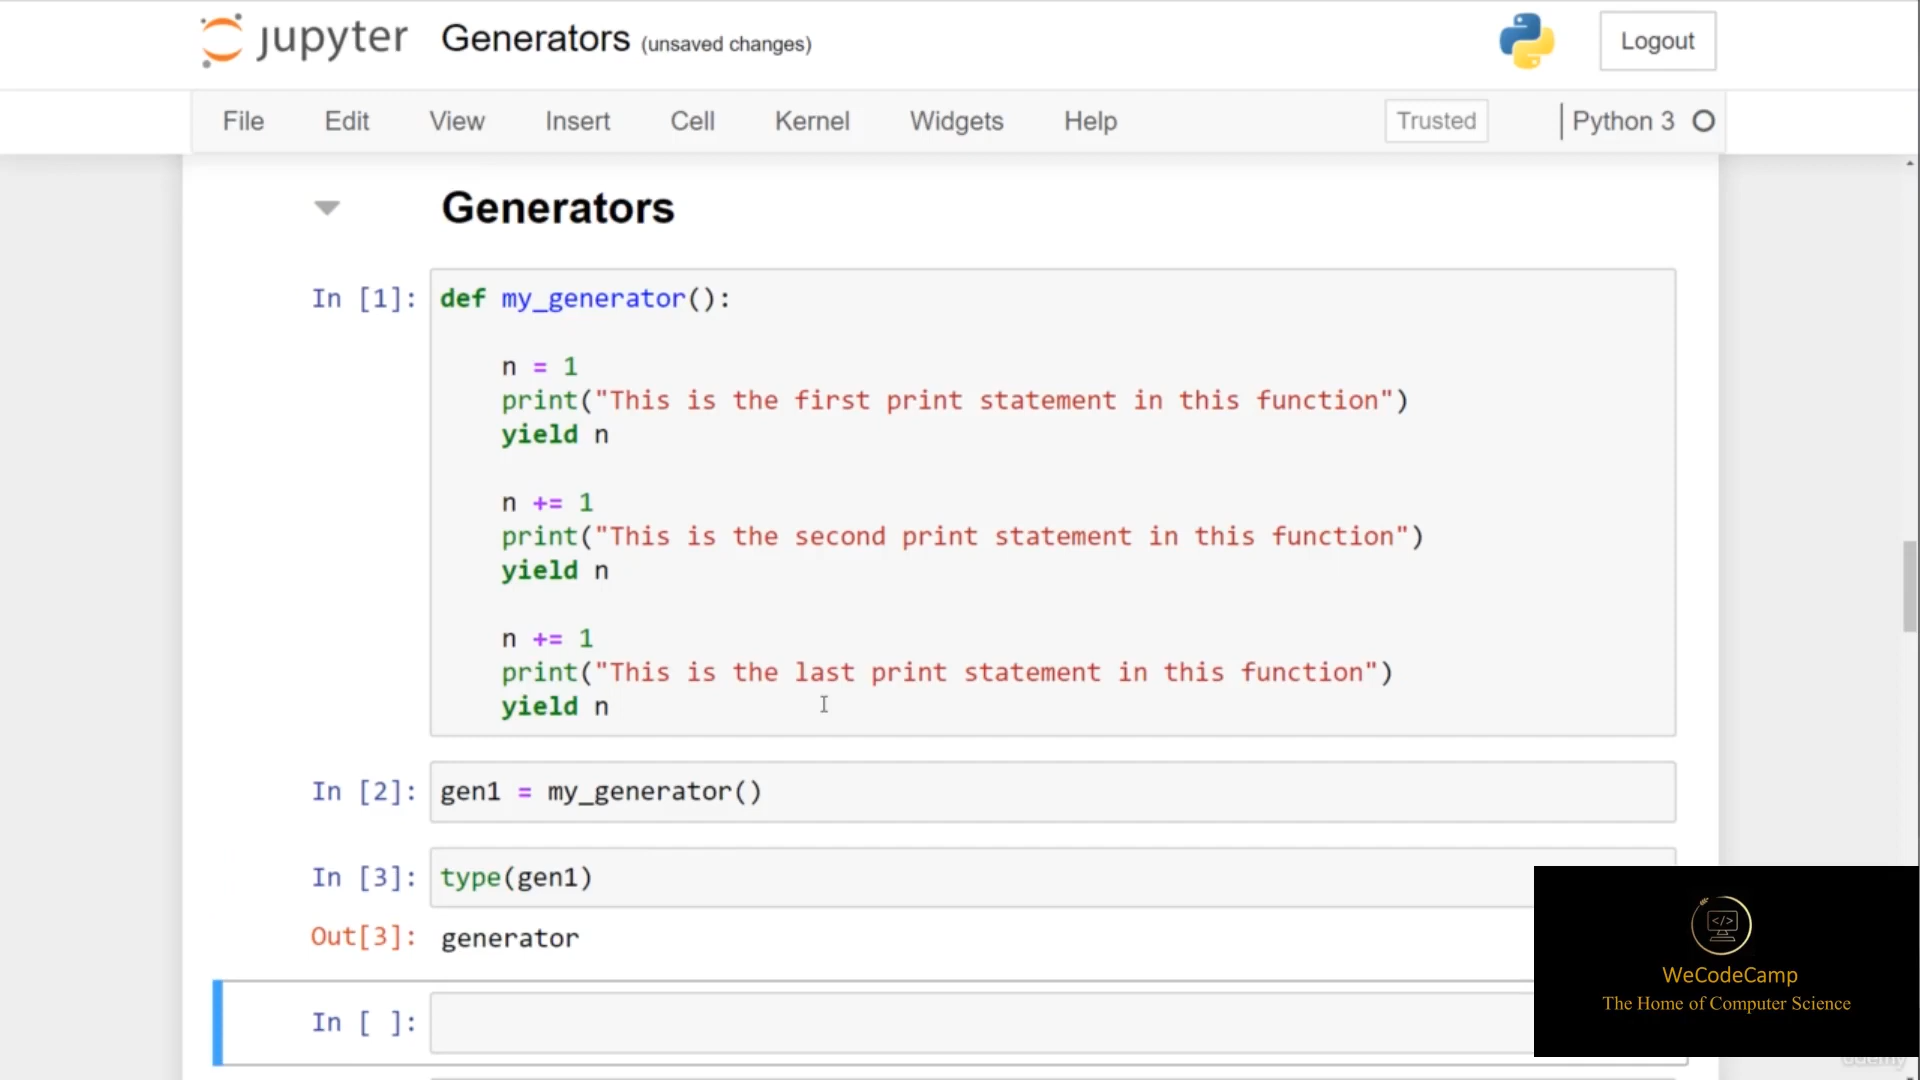 jupyter Generators (unsaved changes) Logout
File Edit View Insert Cell Kernel Widgets Help Trusted Python 3
Generators
In [1]: def my_generator():
n = 1
print("This is the first print statement in this function")
yield n
n += 1
print("This is the second print statement in this function")
yield n
n += 1
print("This is the last print statement in this function")
yield n
In [2]: gen1 = my_generator()
In [3]: type(gen1)
Out[3]: generator
In [ ]:
</>
WeCodeCamp
The Home of Computer Science